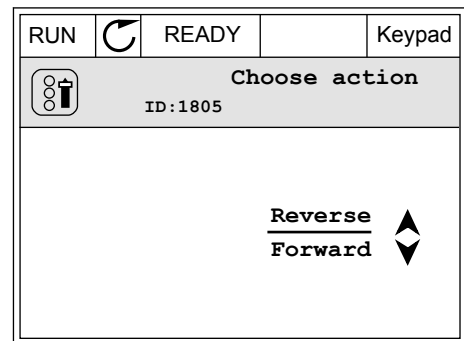 RUN READY Keypad
Choose action
ID:1805
Reverse
Forward